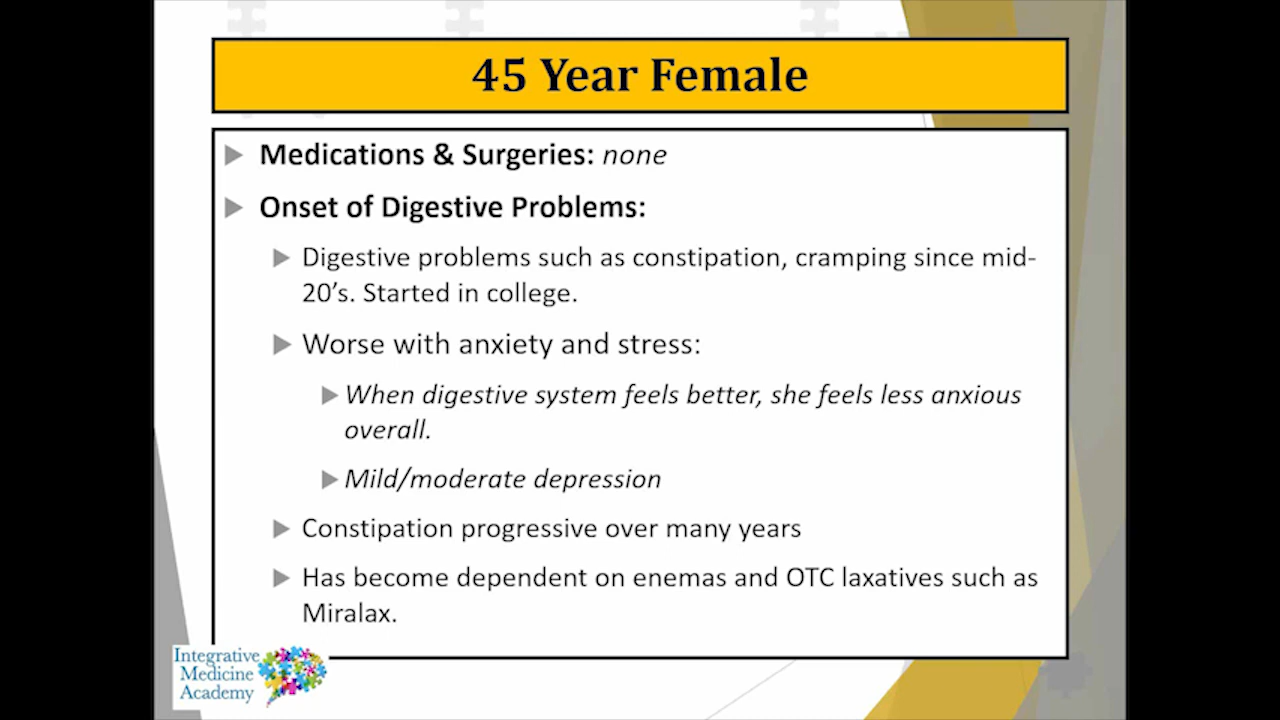 45 Year Female
Medications & Surgeries: none
Onset of Digestive Problems:
Digestive problems such as constipation, cramping since mid-
20’s. Started in college.
Worse with anxiety and stress:
When digestive system feels better, she feels less anxious
overall.
Mild/moderate depression
Constipation progressive over many years
Has become dependent on enemas and OTC laxatives such as
Miralax.
Integrative
Medicine
Academy